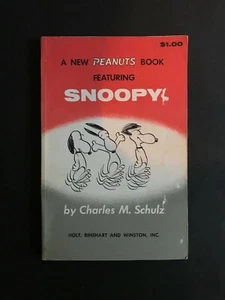 $1.00
A NEW PEANUTS BOOK
FEATURING
SNOOPY
by Charles M. Schulz
HOLT, RINEHART AND WINSTON, INC.